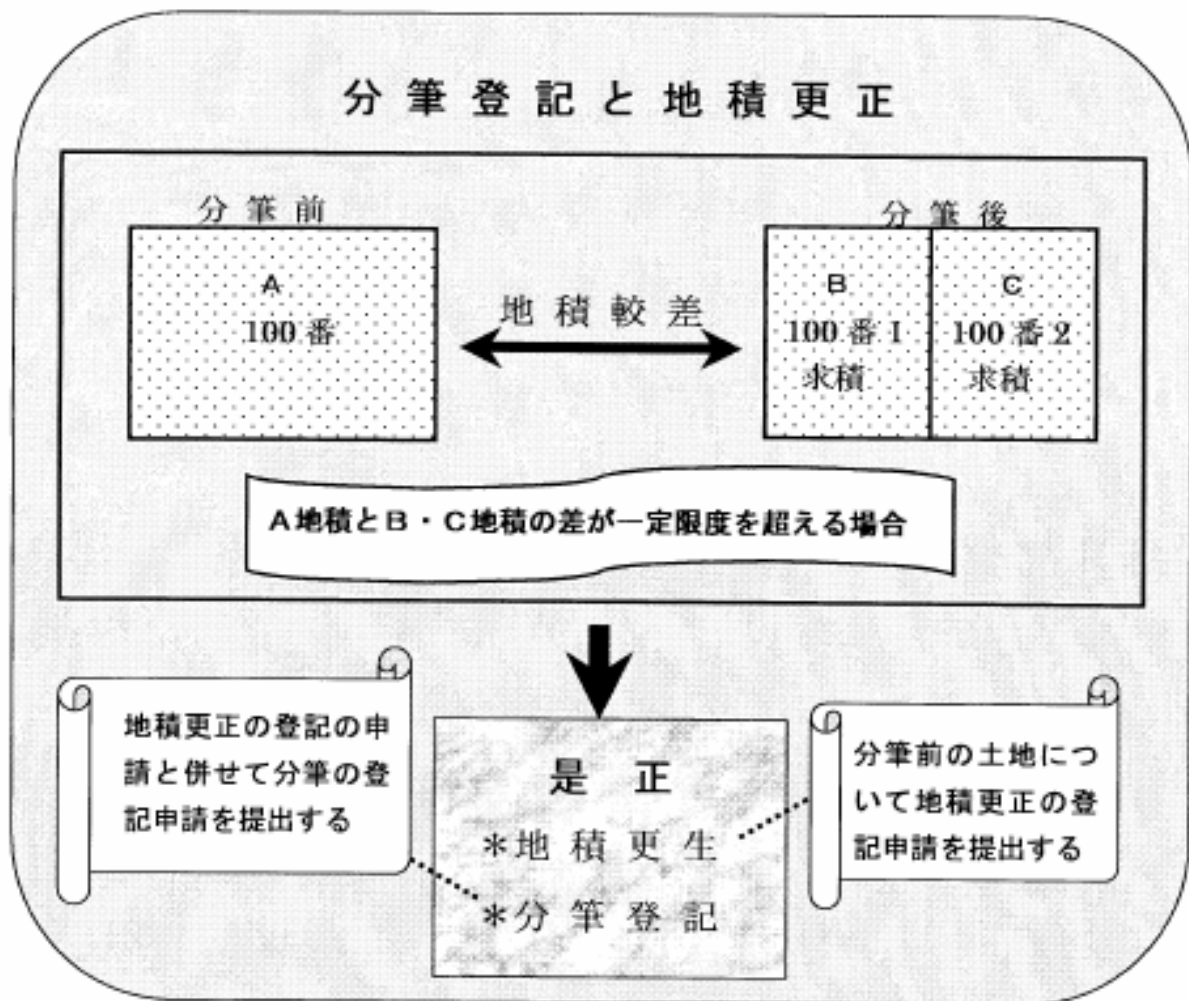 分筆登記と地積更正
分筆前
A
100番
地積較差
分筆後
B
100番1
求積
C
100番2
求積
A地積とB・C地積の差が一定限度を超える場合
地積更正の登記の申
請と併せて分筆の登
記申請を提出する
是正
*地積更生
*分筆登記
分筆前の土地につ
いて地積更正の登
記申請を提出する